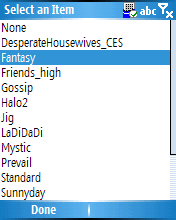 Select an Item abc
None
DesperateHousewives_CES
Fantasy
Friends_high
Gossip
Halo2
Jig
LaDiDaDi
Mystic
Prevail
Standard
Sunnyday
Done